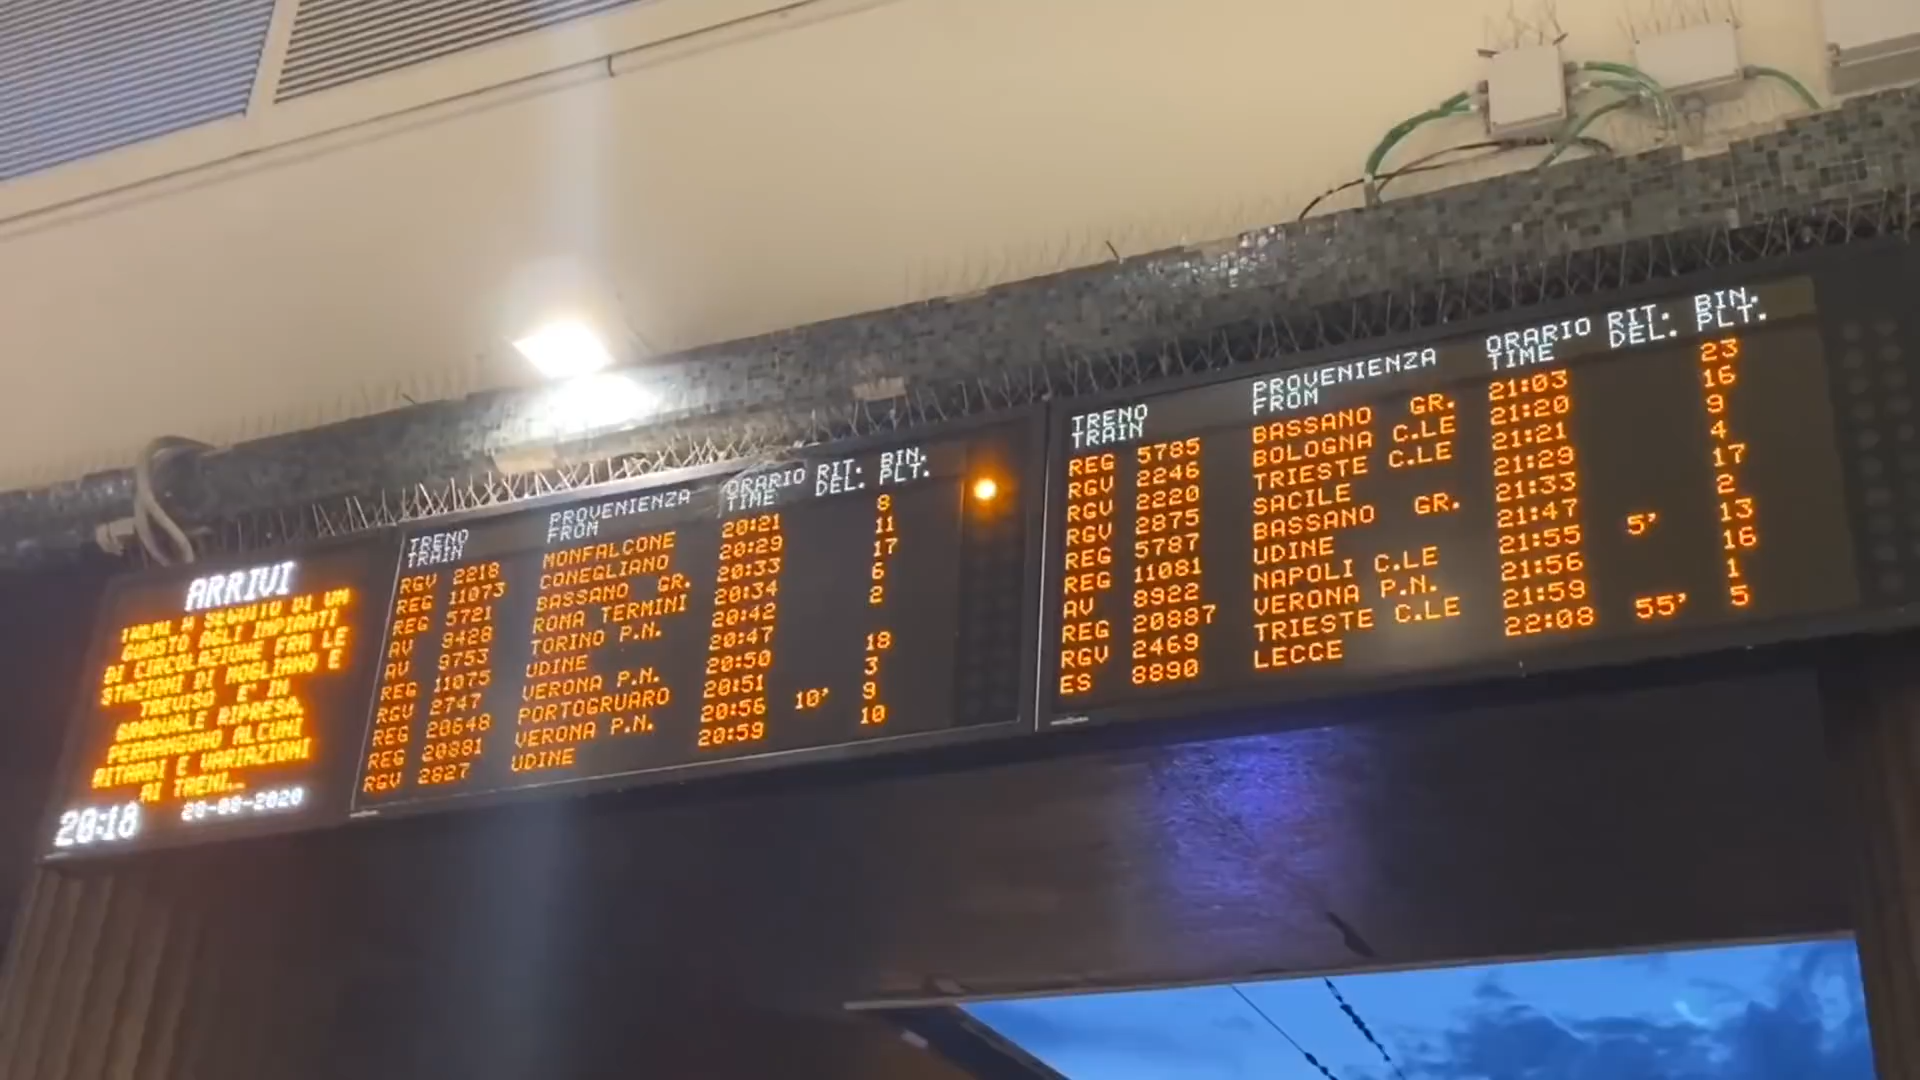 ARRIVI
A SEGUITO DI UN
GUASTO AGLI IMPIANTI
DI CIRCOLAZIONE FRA LE
STAZIONI DI MOGLIANO E
TREVISO E' IN
GRADUALE RIPRESA.
PERMANGONO ALCUNI
RITARDI E VARIAZIONI
AI TRENI..
20:18
TRENO PROVENIENZA ORARIO RIT. BIN.
TRAIN FROM TIME DEL. PLT.
RGV 2218 MONFALCONE 20:21 8
REG 11073 CONEGLIANO 20:29 11
REG 5721 BASSANO GR. 20:33 17
AV 9428 ROMA TERMINI 20:34 6
AV 9753 TORINO P.N. 20:42 2
REG 11075 UDINE 20:47
RGV 2747 VERONA P.N. 20:50 18
REG 20648 PORTOGRUARO 20:51 3
REG 20881 VERONA P.N. 20:56 10' 9
RGV 2827 UDINE 20:59 10
TRENO PROVENIENZA ORARIO RIT. BIN.
TRAIN FROM TIME DEL. PLT.
REG 5785 BASSANO GR. 21:03 23
RGV 2246 BOLOGNA C.LE 21:20 16
RGV 2220 TRIESTE C.LE 21:21 9
RGV 2875 SACILE 21:29 4
REG 5787 BASSANO GR. 21:33 17
REG 11081 UDINE 21:47 2
AV 8922 NAPOLI C.LE 21:55 5' 13
REG 20887 VERONA P.N. 21:56 16
RGV 2469 TRIESTE C.LE 21:59 1
ES 8890 LECCE 22:08 55' 5